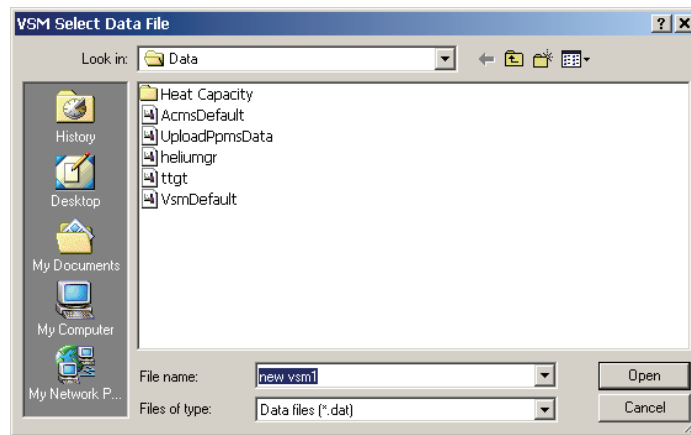 VSM Select Data File
Look in:
Data
History
Desktop
My Documents
My Computer
My Network P...
Heat Capacity
AcmsDefault
UploadPpmsData
heliumgr
ttgt
VsmDefault
File name:
new vsm1
Open
Files of type:
Data files (*.dat)
Cancel